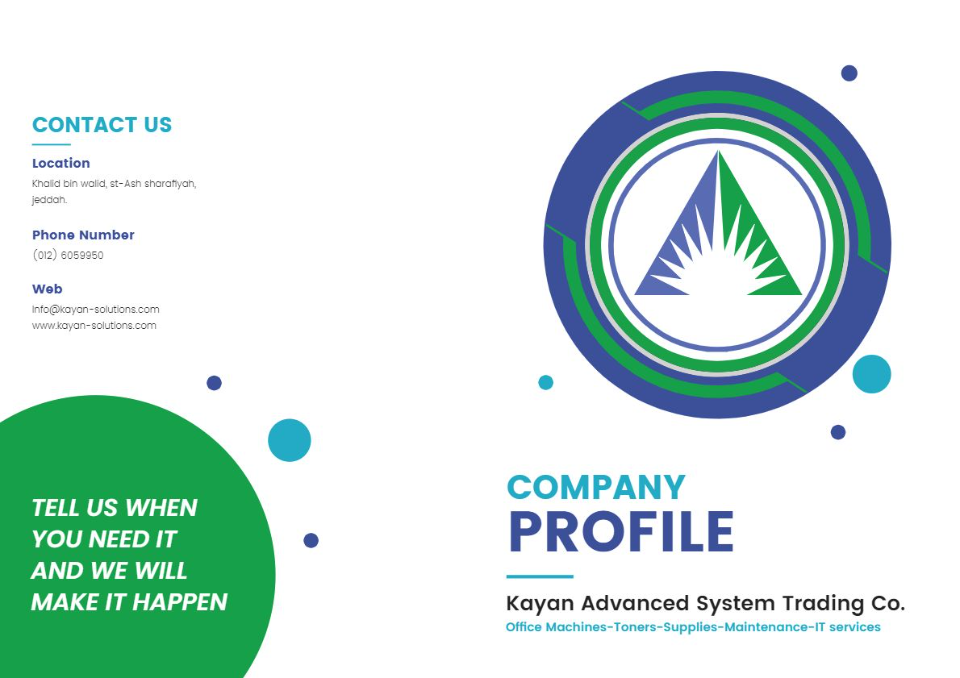 CONTACT US
Location
Khalid bin walid, st-Ash sharafiyah,
jeddah.
Phone Number
(012) 6059950
Web
Info@kayan-solutions.com
www.kayan-solutions.com
TELL US WHEN
YOU NEED IT
AND WE WILL
MAKE IT HAPPEN
COMPANY
PROFILE
Kayan Advanced System Trading Co.
Office Machines-Toners-Supplies-Maintenance-IT services